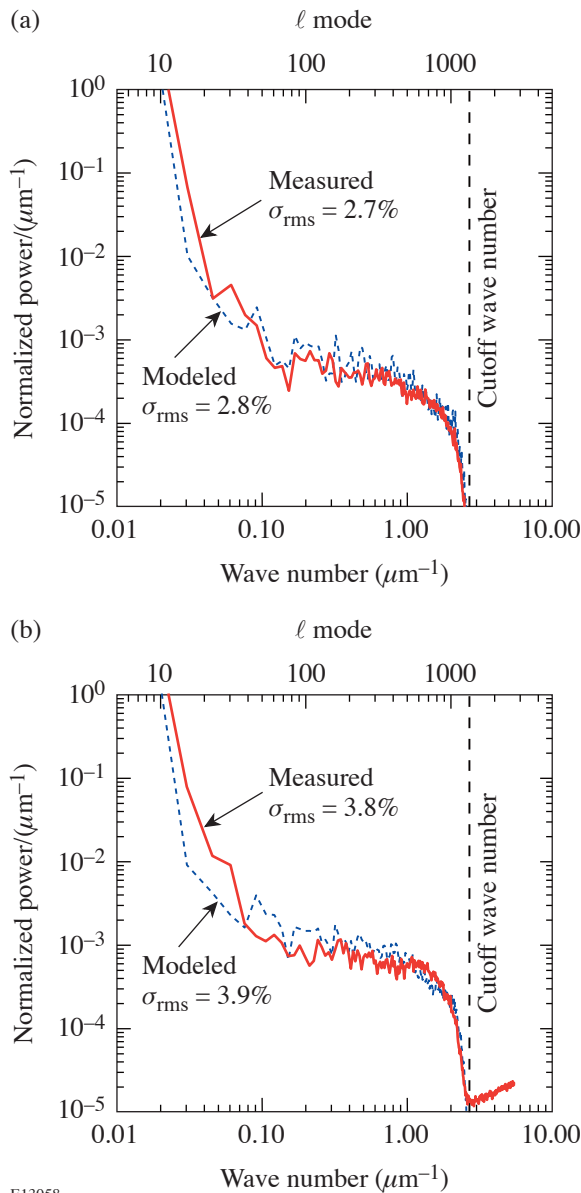 (a)
ℓ mode
10 100 1000
10⁰
10⁻¹
10⁻²
10⁻³
10⁻⁴
10⁻⁵
Normalized power/(μm⁻¹)
Measured
σrms = 2.7%
Modeled
σrms = 2.8%
Cutoff wave number
0.01 0.10 1.00 10.00
Wave number (μm⁻¹)
(b)
ℓ mode
10 100 1000
10⁰
10⁻¹
10⁻²
10⁻³
10⁻⁴
10⁻⁵
Normalized power/(μm⁻¹)
Measured
σrms = 3.8%
Modeled
σrms = 3.9%
Cutoff wave number
0.01 0.10 1.00 10.00
Wave number (μm⁻¹)